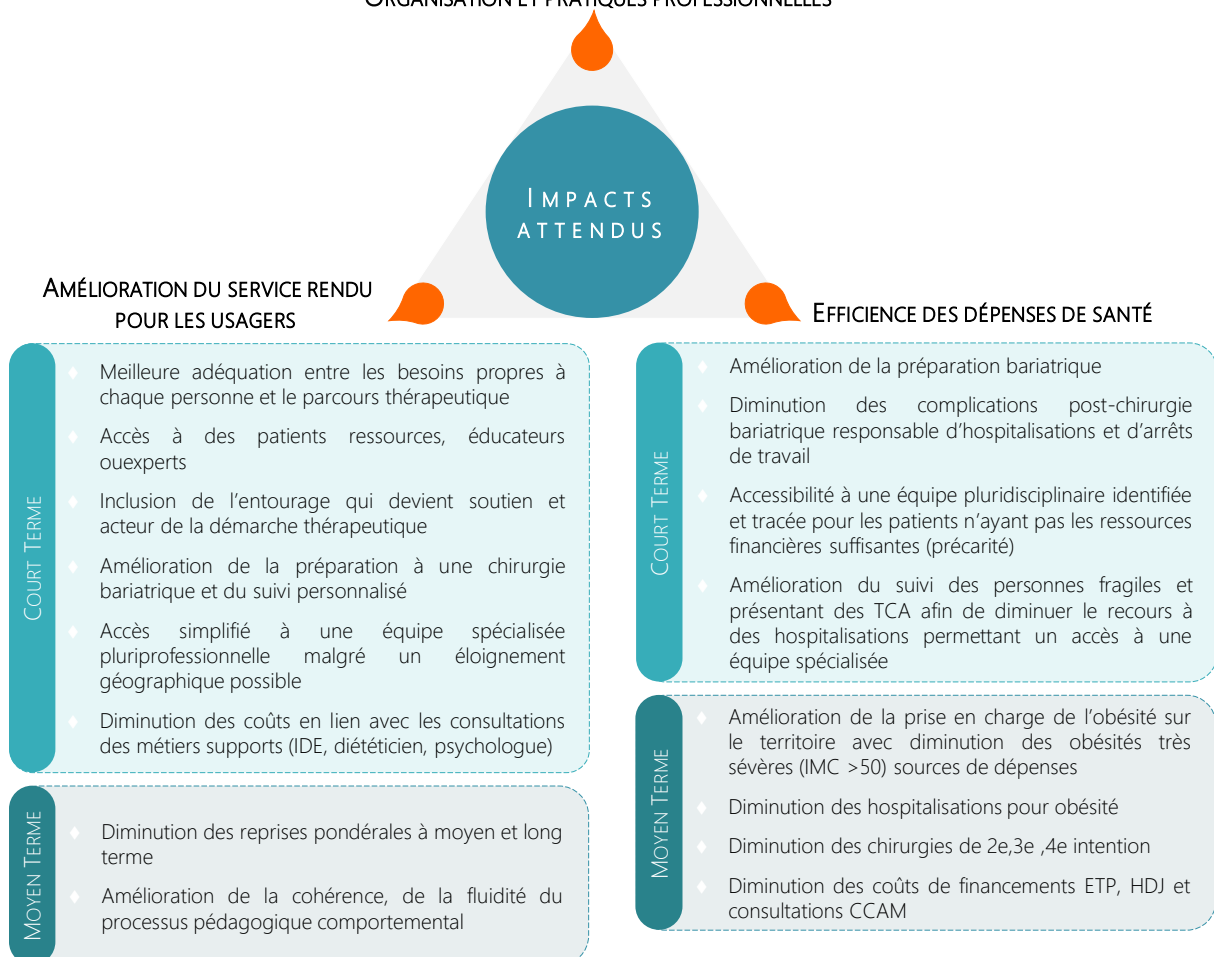 ORGANISATION ET PRATIQUES PROFESSIONNELLES
IMPACTS
ATTENDUS
AMÉLIORATION DU SERVICE RENDU
POUR LES USAGERS
COURT TERME
Meilleure adéquation entre les besoins propres à
chaque personne et le parcours thérapeutique
Accès à des patients ressources, éducateurs
ouexperts
Inclusion de l'entourage qui devient soutien et
acteur de la démarche thérapeutique
Amélioration de la préparation à une chirurgie
bariatrique et du suivi personnalisé
Accès simplifié à une équipe spécialisée
pluriprofessionnelle malgré un éloignement
géographique possible
Diminution des coûts en lien avec les consultations
des métiers supports (IDE, diététicien, psychologue)
MOYEN TERME
Diminution des reprises pondérales à moyen et long
terme
Amélioration de la cohérence, de la fluidité du
processus pédagogique comportemental
EFFICIENCE DES DÉPENSES DE SANTÉ
COURT TERME
Amélioration de la préparation bariatrique
Diminution des complications post-chirurgie
bariatrique responsable d'hospitalisations et d'arrêts
de travail
Accessibilité à une équipe pluridisciplinaire identifiée
et tracée pour les patients n'ayant pas les ressources
financières suffisantes (précarité)
Amélioration du suivi des personnes fragiles et
présentant des TCA afin de diminuer le recours à
des hospitalisations permettant un accès à une
équipe spécialisée
MOYEN TERME
Amélioration de la prise en charge de l'obésité sur
le territoire avec diminution des obésités très
sévères (IMC >50) sources de dépenses
Diminution des hospitalisations pour obésité
Diminution des chirurgies de 2e,3e ,4e intention
Diminution des coûts de financements ETP, HDJ et
consultations CCAM